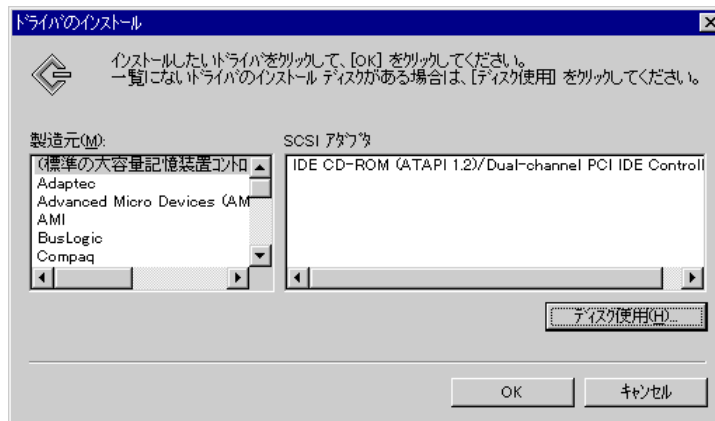 ドライバのインストール
インストールしたいドライバをクリックして、[OK] をクリックしてください。
一覧にないドライバのインストール ディスクがある場合は、[ディスク使用] をクリックしてください。
製造元(M):
SCSI アダプタ
(標準の大容量記憶装置コントロ
Adaptec
Advanced Micro Devices (AM
AMI
BusLogic
Compaq
IDE CD-ROM (ATAPI 1.2)/Dual-channel PCI IDE Controll
ディスク使用(H)...
OK
キャンセル